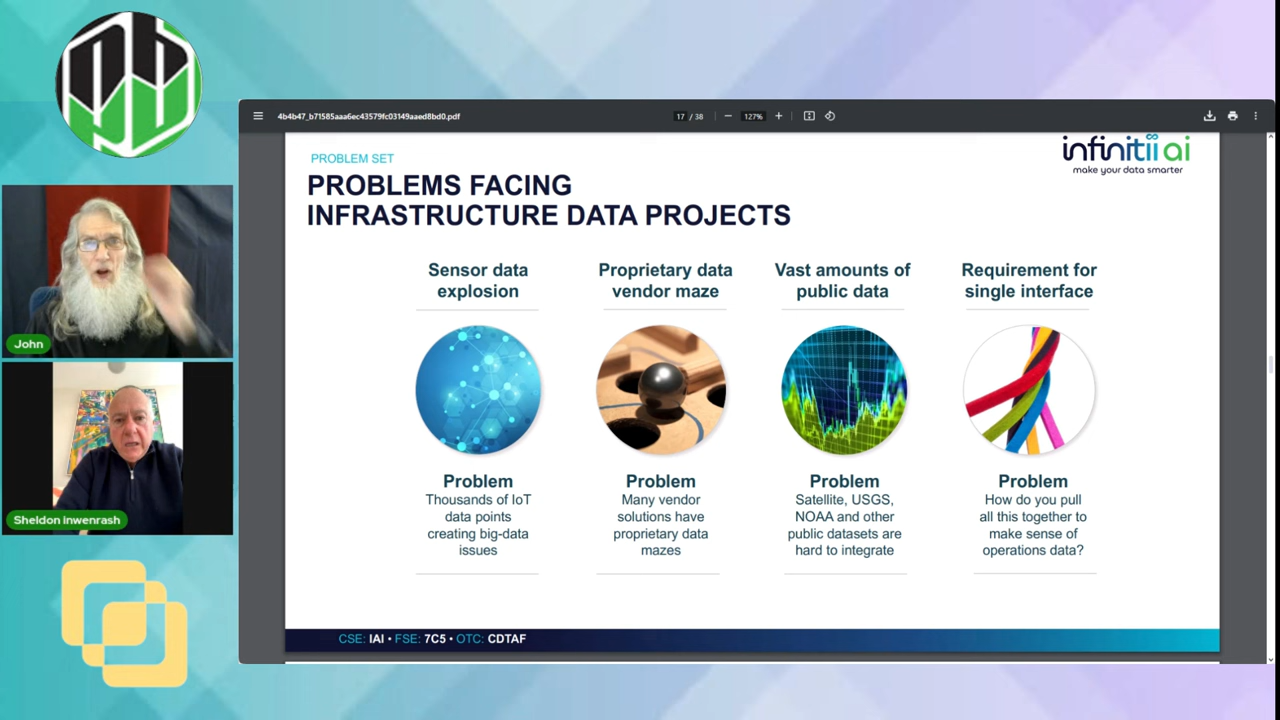 4b4b47_b71585aaa6ec43579fc03149aaed8bd0.pdf
17 / 38
127%
infinitii ai
make your data smarter
PROBLEM SET
PROBLEMS FACING
INFRASTRUCTURE DATA PROJECTS
Sensor data
explosion
Proprietary data
vendor maze
Vast amounts of
public data
Requirement for
single interface
Problem
Thousands of IoT
data points
creating big-data
issues
Problem
Many vendor
solutions have
proprietary data
mazes
Problem
Satellite, USGS,
NOAA and other
public datasets are
hard to integrate
Problem
How do you pull
all this together to
make sense of
operations data?
CSE: IAI • FSE: 7C5 • OTC: CDTAF
John
Sheldon Inwenrash